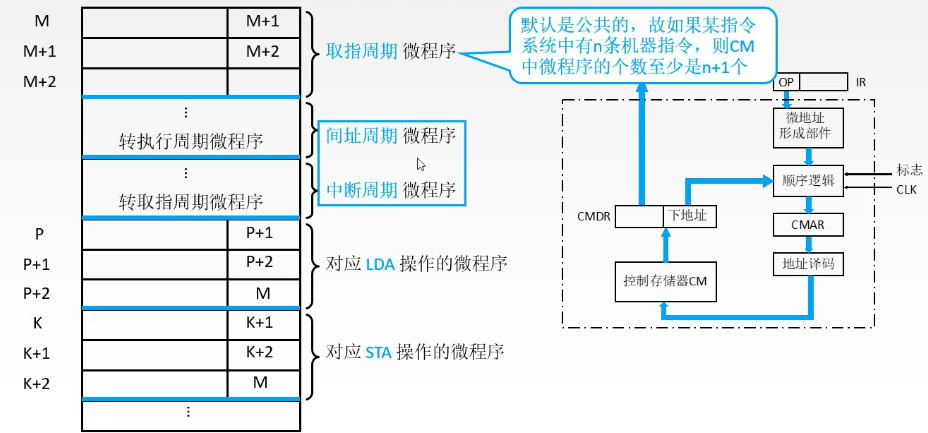 M
M+1
M+1
M+2
M+2
取指周期 微程序
默认是公共的，故如果某指令
系统中有n条机器指令，则CM
中微程序的个数至少是n+1个
⋮
转执行周期微程序
间址周期 微程序
⋮
转取指周期微程序
中断周期 微程序
P
P+1
P+1
P+2
P+2
M
对应 LDA 操作的微程序
K
K+1
K+1
K+2
K+2
M
对应 STA 操作的微程序
⋮
OP
IR
微地址
形成部件
标志
顺序逻辑
CLK
CMDR
下地址
CMAR
地址译码
控制存储器CM